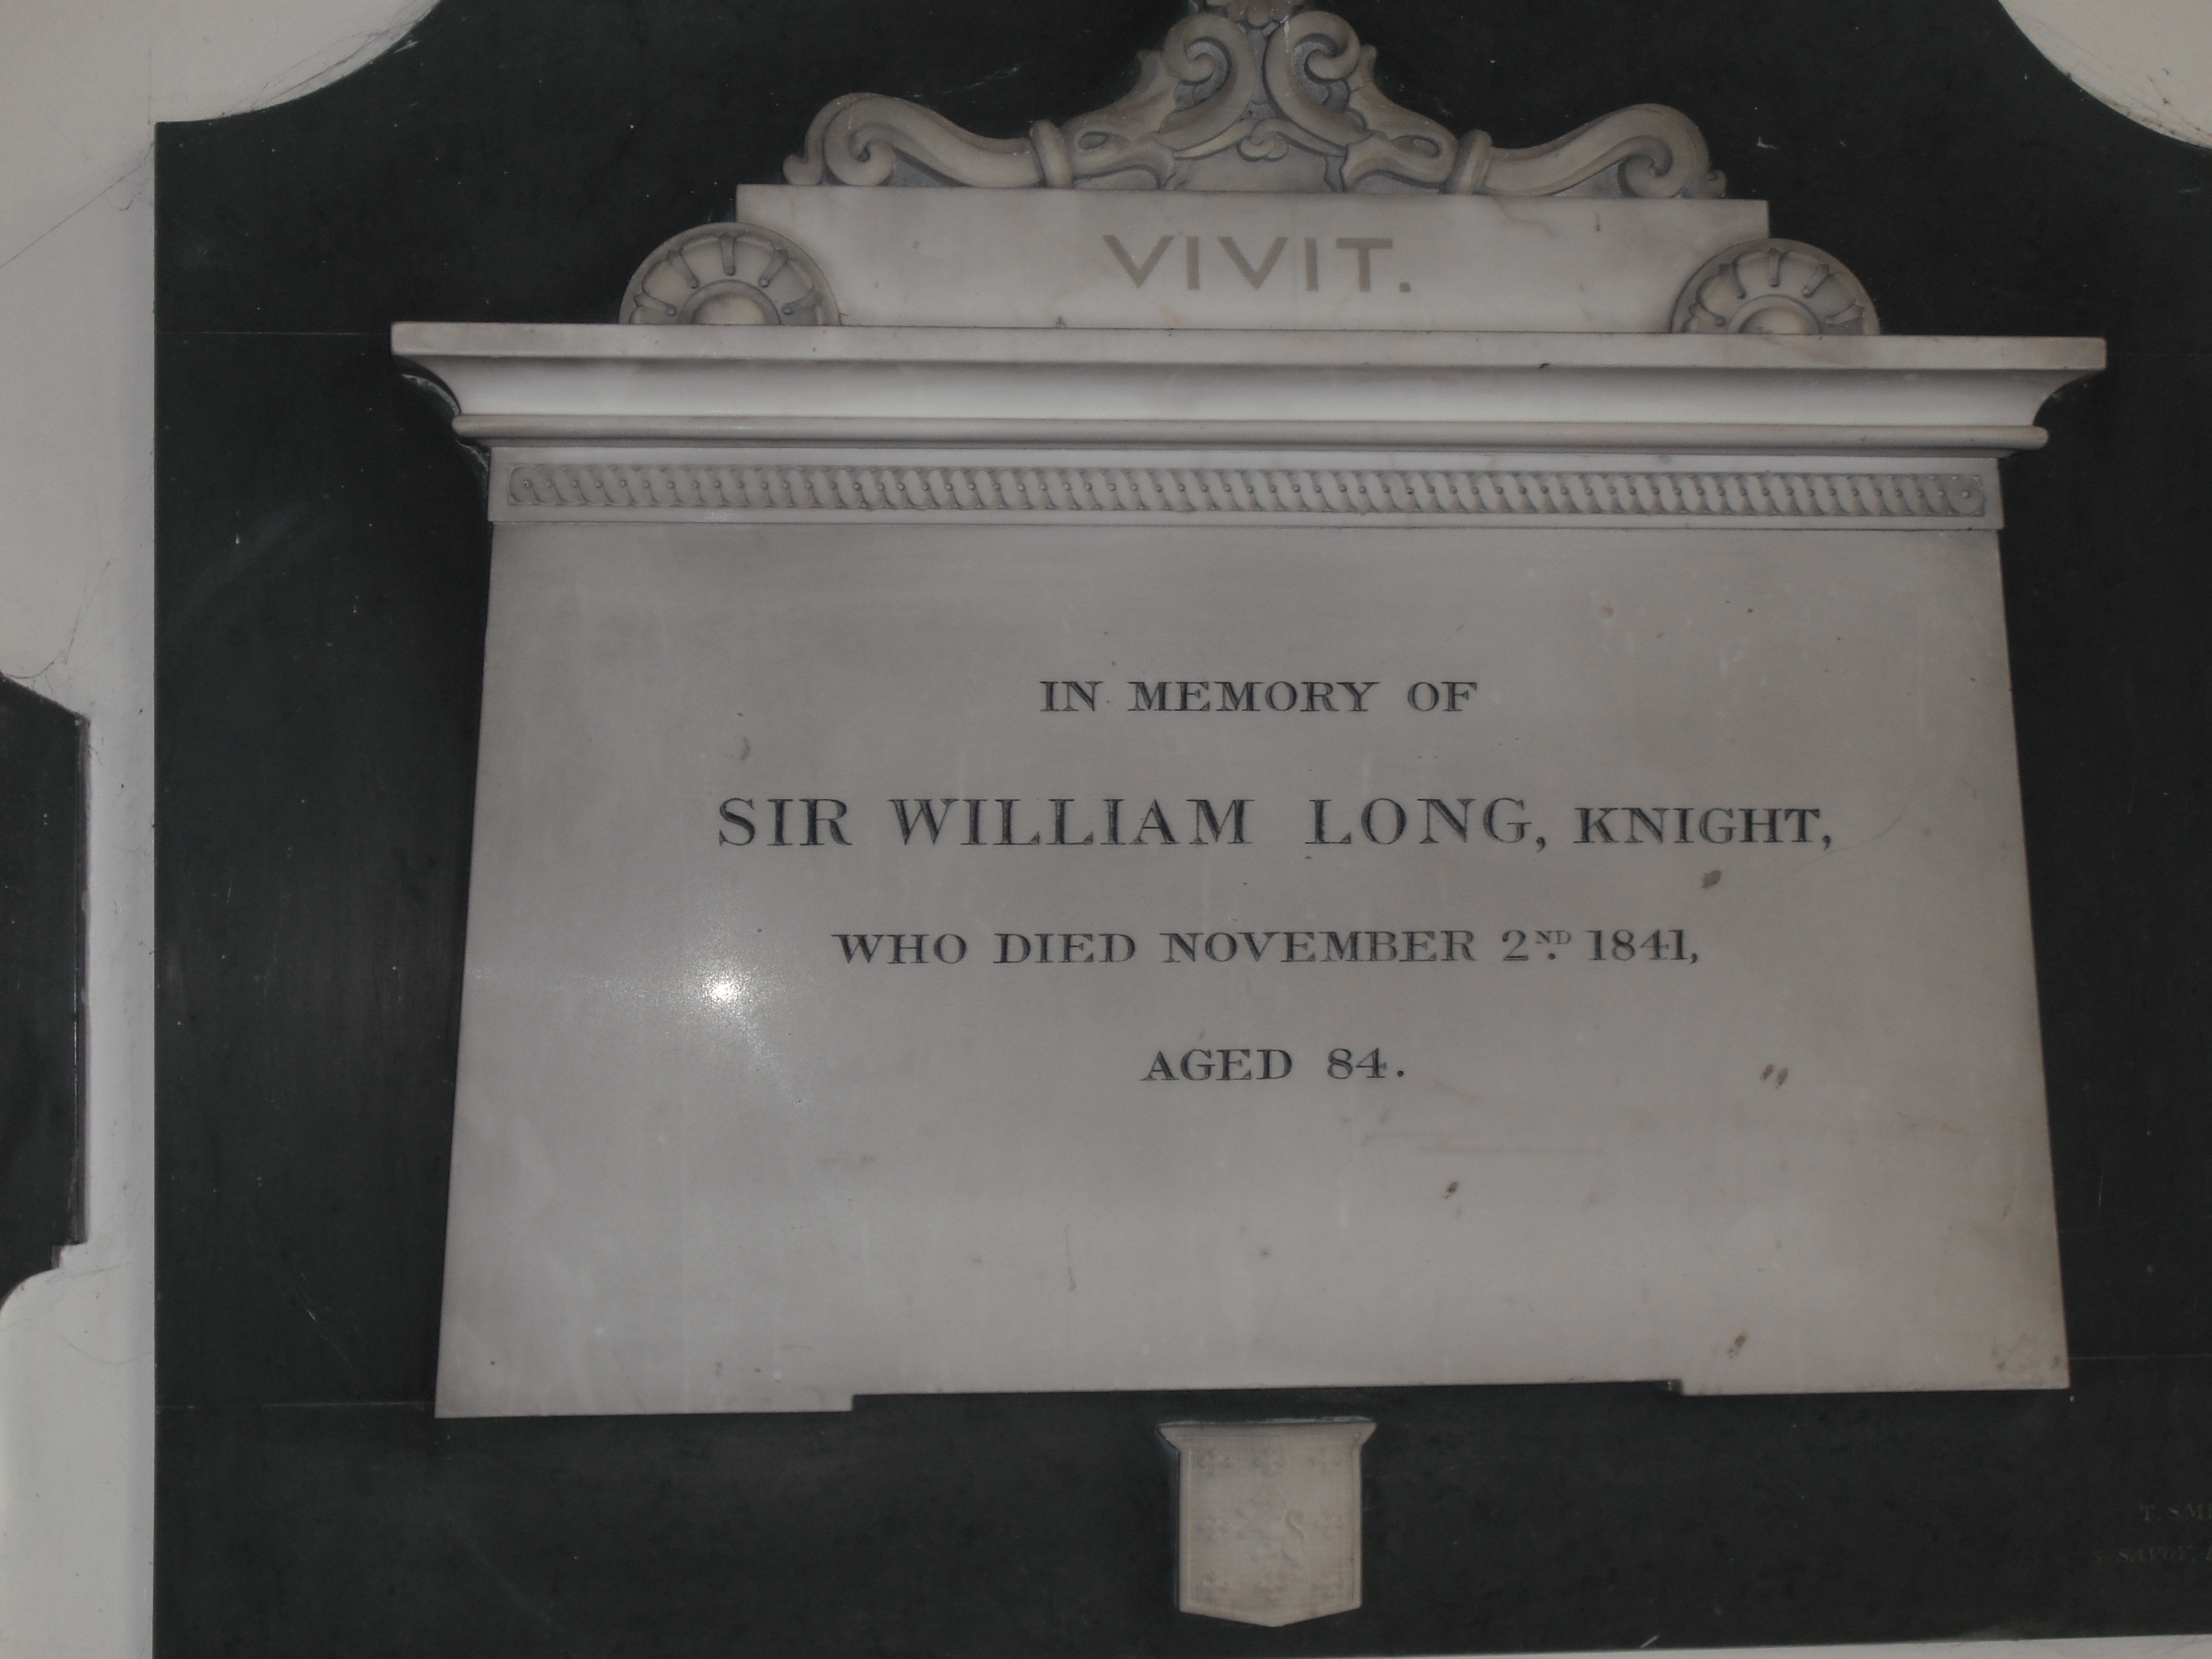 VIVIT.
IN MEMORY OF
SIR WILLIAM LONG, KNIGHT,
WHO DIED NOVEMBER 2ND. 1841,
AGED 84.